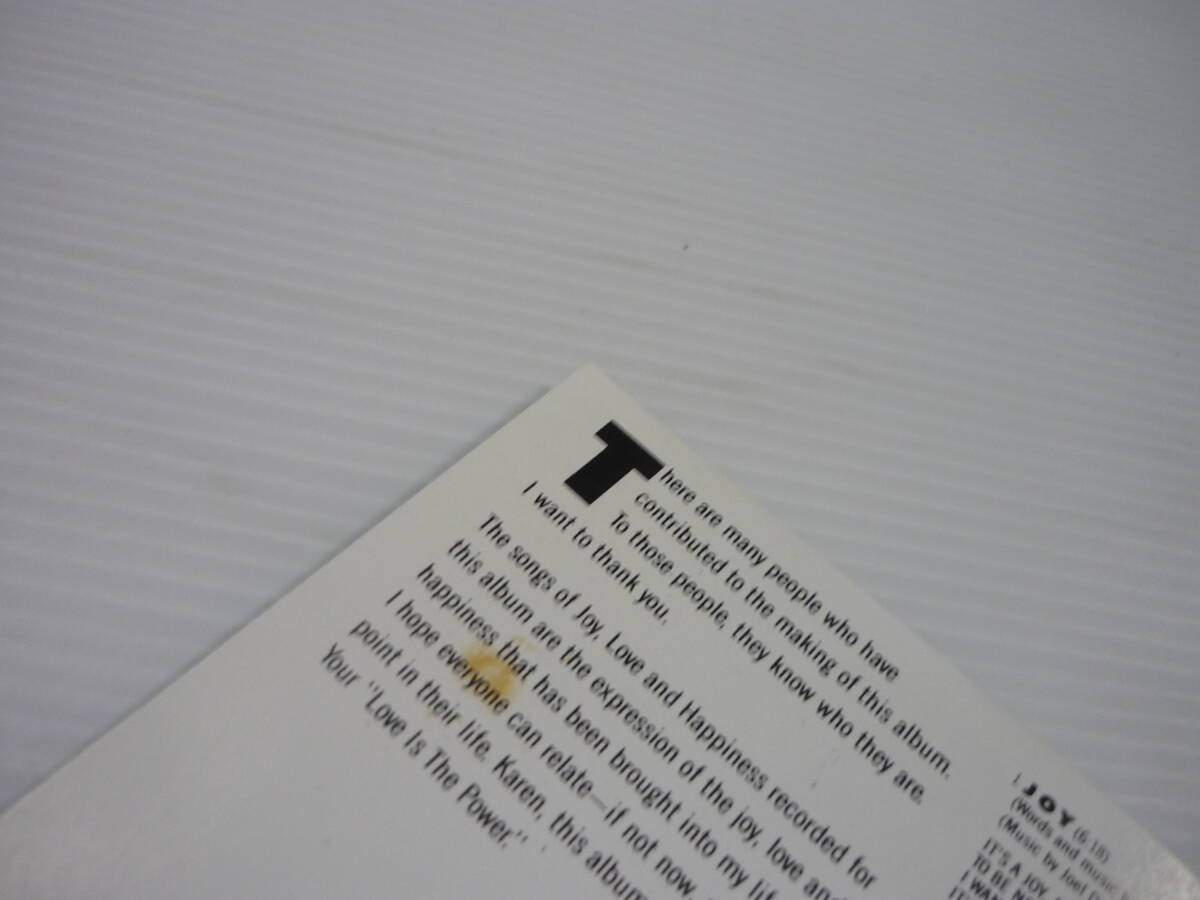 There are many people who have
contributed to the making of this album.
To those people, they know who they are,
I want to thank you.
The songs of Joy, Love and Happiness recorded for
this album are the expression of the joy, love and
happiness that has been brought into my
I hope everyone can relate—if not now,
point in their life. Karen, this album
Your "Love Is The Power."
1. JOY (6:18)
(Words and music
(Music by Joel
IT'S A JOY
TO BE
I